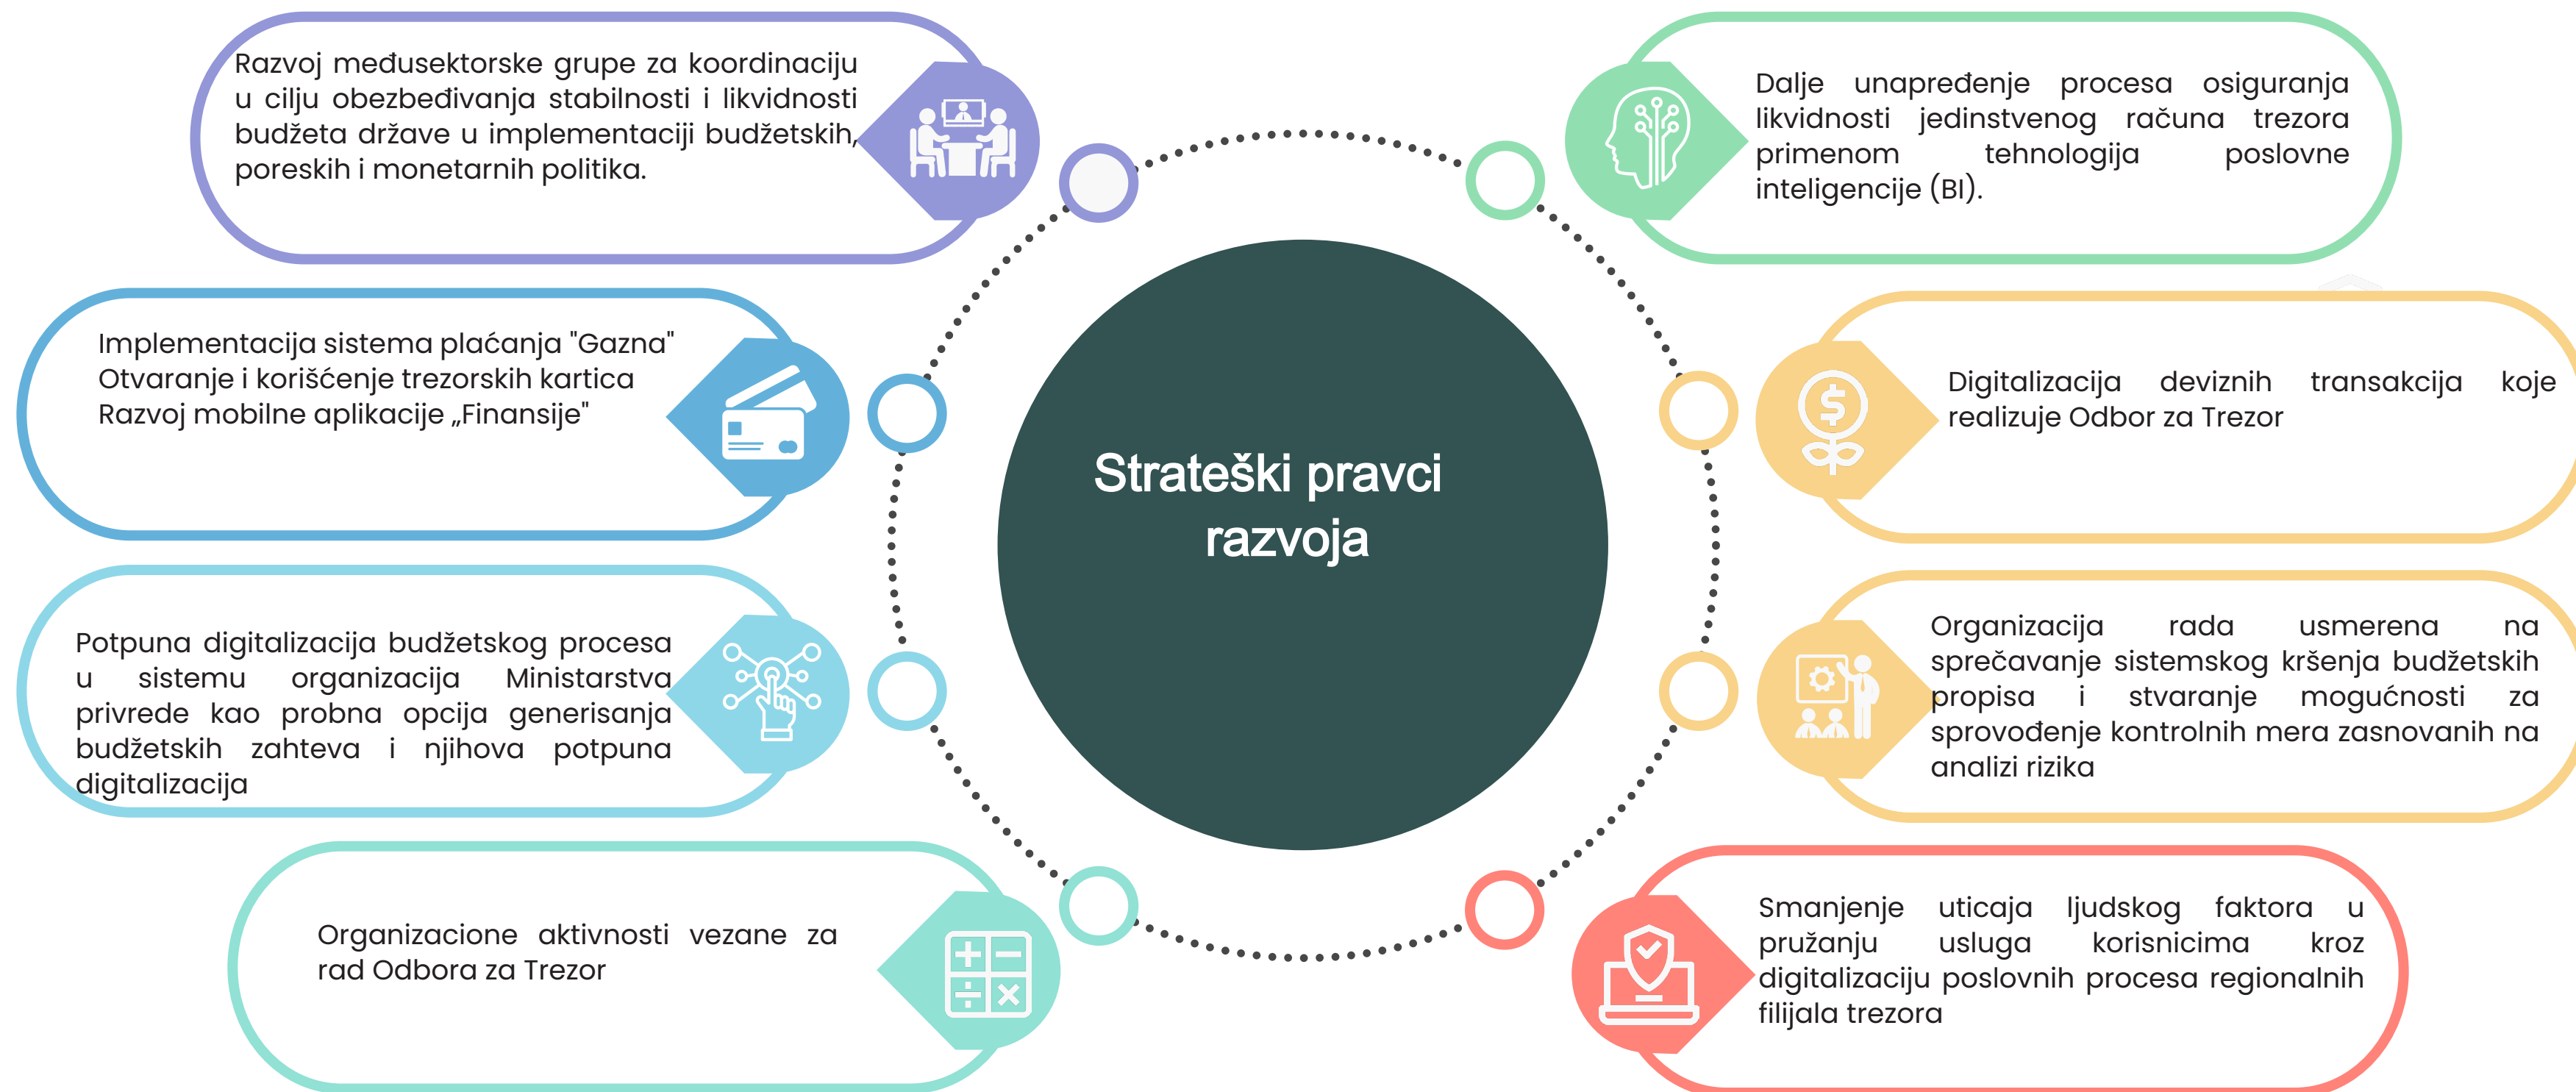 Razvoj međusektorske grupe za koordinaciju
u cilju obezbeđivanja stabilnosti i likvidnosti
budžeta države u implementaciji budžetskih,
poreskih i monetarnih politika.
Implementacija sistema plaćanja "Gazna"
Otvaranje i korišćenje trezorskih kartica
Razvoj mobilne aplikacije „Finansije"
Potpuna digitalizacija budžetskog procesa
u sistemu organizacija Ministarstva
privrede kao probna opcija generisanja
budžetskih zahteva i njihova potpuna
digitalizacija
Organizacione aktivnosti vezane za
rad Odbora za Trezor
Strateški pravci
razvoja
Dalje unapređenje procesa osiguranja
likvidnosti jedinstvenog računa trezora
primenom tehnologija poslovne
inteligencije (BI).
Digitalizacija deviznih transakcija koje
realizuje Odbor za Trezor
Organizacija rada usmerena na
sprečavanje sistemskog kršenja budžetskih
propisa i stvaranje mogućnosti za
sprovođenje kontrolnih mera zasnovanih na
analizi rizika
Smanjenje uticaja ljudskog faktora u
pružanju usluga korisnicima kroz
digitalizaciju poslovnih procesa regionalnih
filijala trezora